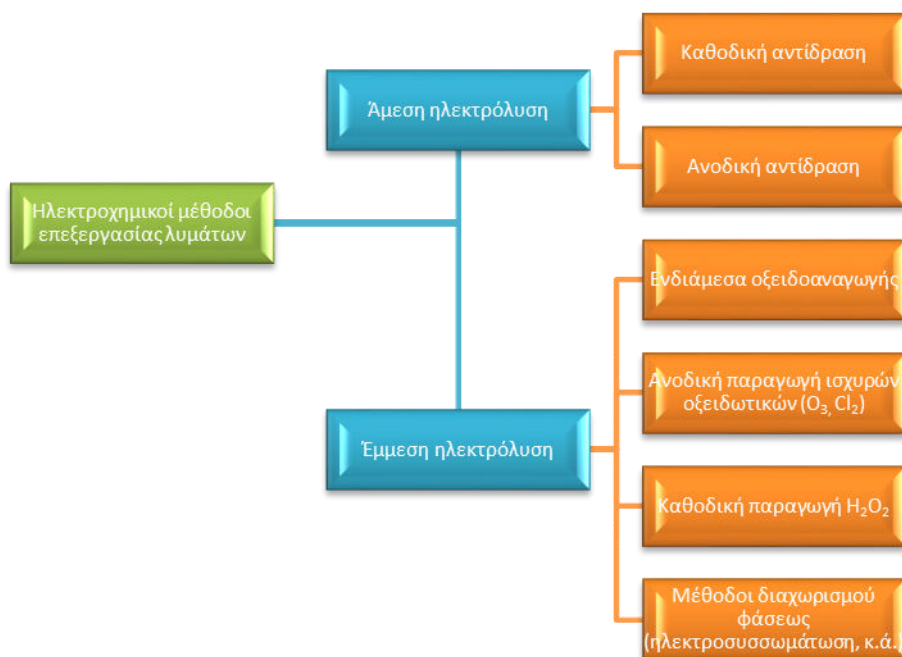 Καθοδική αντίδραση
Άμεση ηλεκτρόλυση
Ανοδική αντίδραση
Ηλεκτροχημικοί μέθοδοι
επεξεργασίας λυμάτων
Ενδιάμεσα οξειδοαναγωγής
Ανοδική παραγωγή ισχυρών
οξειδωτικών (O₃, Cl₂)
Έμμεση ηλεκτρόλυση
Καθοδική παραγωγή H₂O₂
Μέθοδοι διαχωρισμού
φάσεως
(ηλεκτροσυσσωμάτωση, κ.ά.)